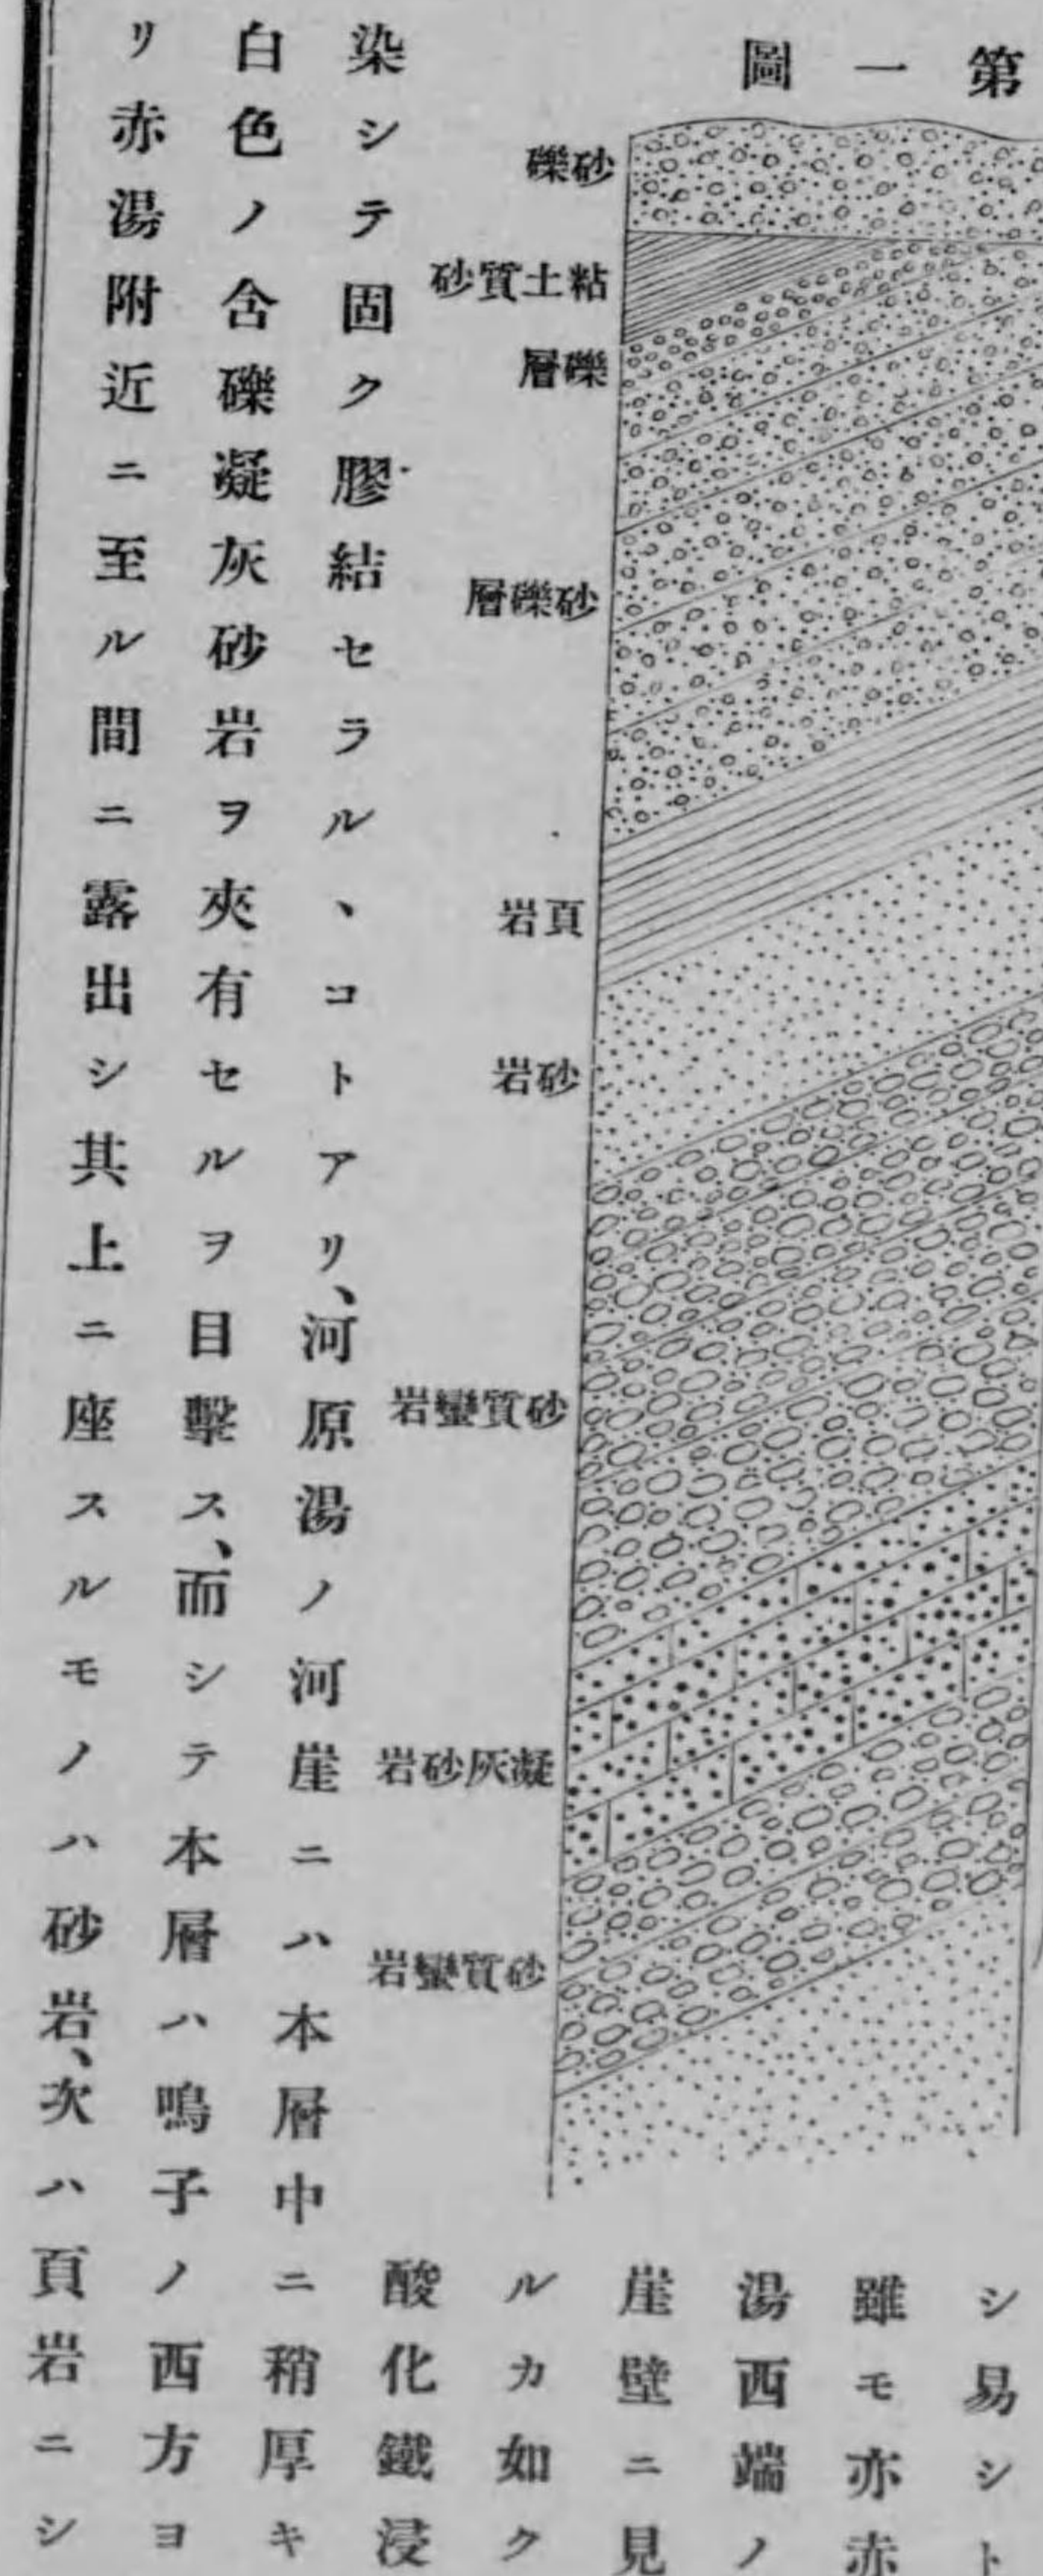 第一圖
礫砂
砂質土粘
層礫
層礫砂
岩頁
岩砂
岩蠻質砂
岩砂灰凝
岩蠻質砂
シ易シト
雖モ亦赤
湯西端ノ
崖壁ニ見
ルカ如ク
酸化鐵浸
染シテ固ク膠結セラルヽコトアリ、河原湯ノ河崖ニハ本層中ニ稍厚キ
白色ノ含礫凝灰砂岩ヲ夾有セルヲ目擊ス、而シテ本層ハ鳴子ノ西方ヨ
リ赤湯附近ニ至ル間ニ露出シ其上ニ座スルモノハ砂岩、次ハ頁岩ニシ